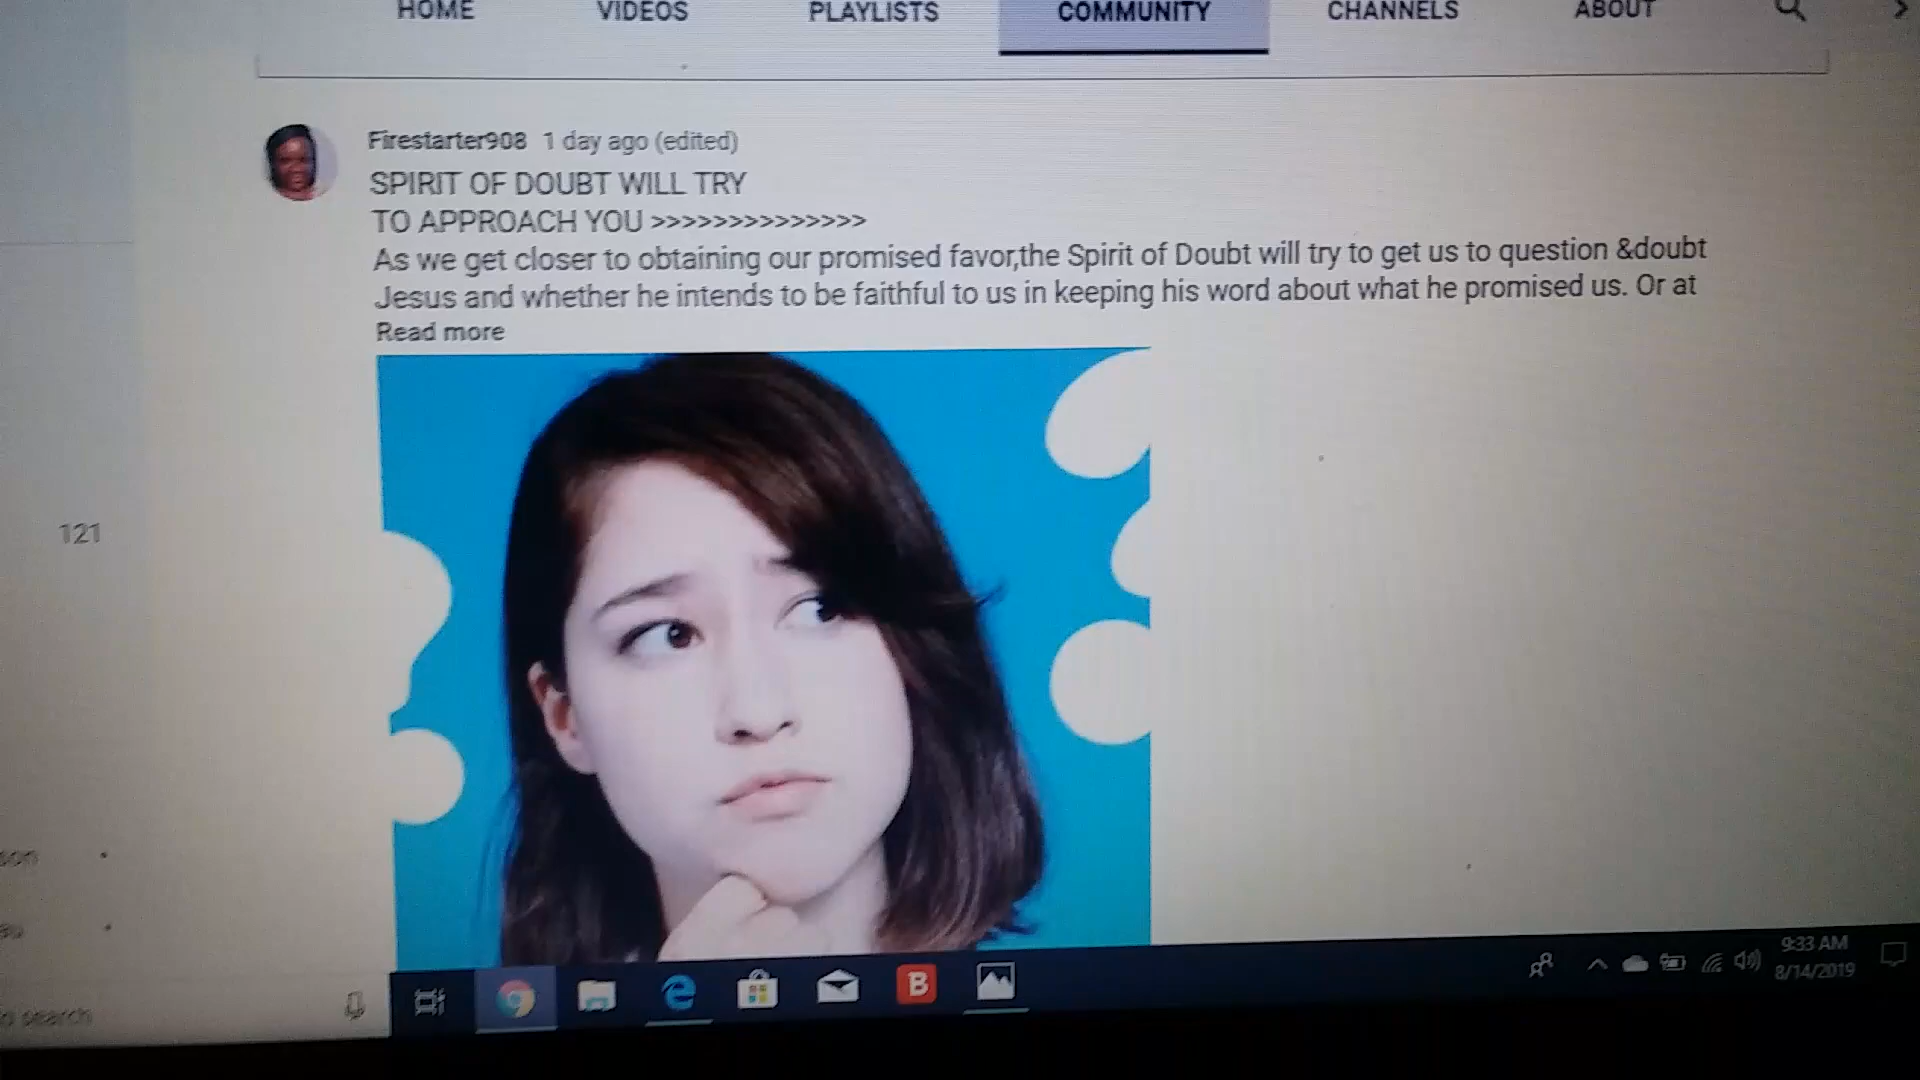 HOME VIDEOS PLAYLISTS COMMUNITY CHANNELS ABOUT
Firestarter908 1 day ago (edited)
SPIRIT OF DOUBT WILL TRY
TO APPROACH YOU >>>>>>>>>>>>>>
As we get closer to obtaining our promised favor,the Spirit of Doubt will try to get us to question &doubt
Jesus and whether he intends to be faithful to us in keeping his word about what he promised us. Or at
Read more
121
son
search
B
9:33 AM
8/14/2019